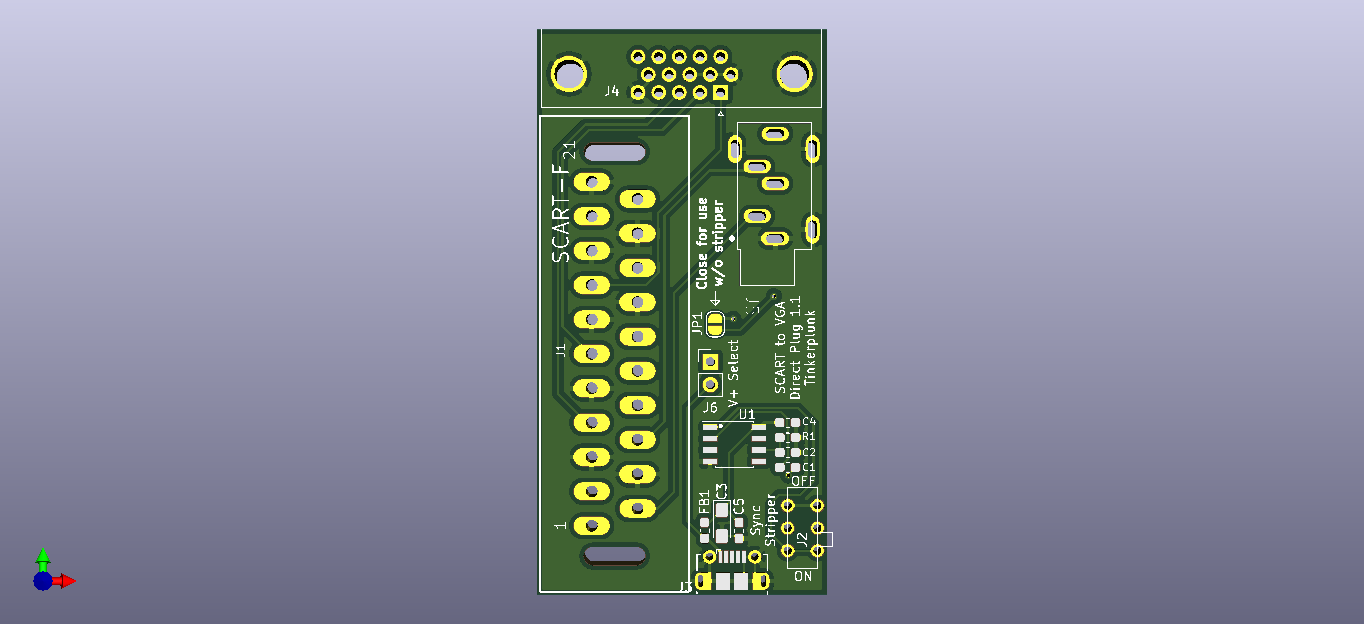 J4
21
SCART-F
Close for use
w/o stripper
JP1
J1
SCART to VGA
Direct Plug 1.1
Tinkerplunk
V+ Select
J6
U1
C4
R1
C2
C1
OFF
FB1
C3
C5
Sync
Stripper
J2
1
ON
J3